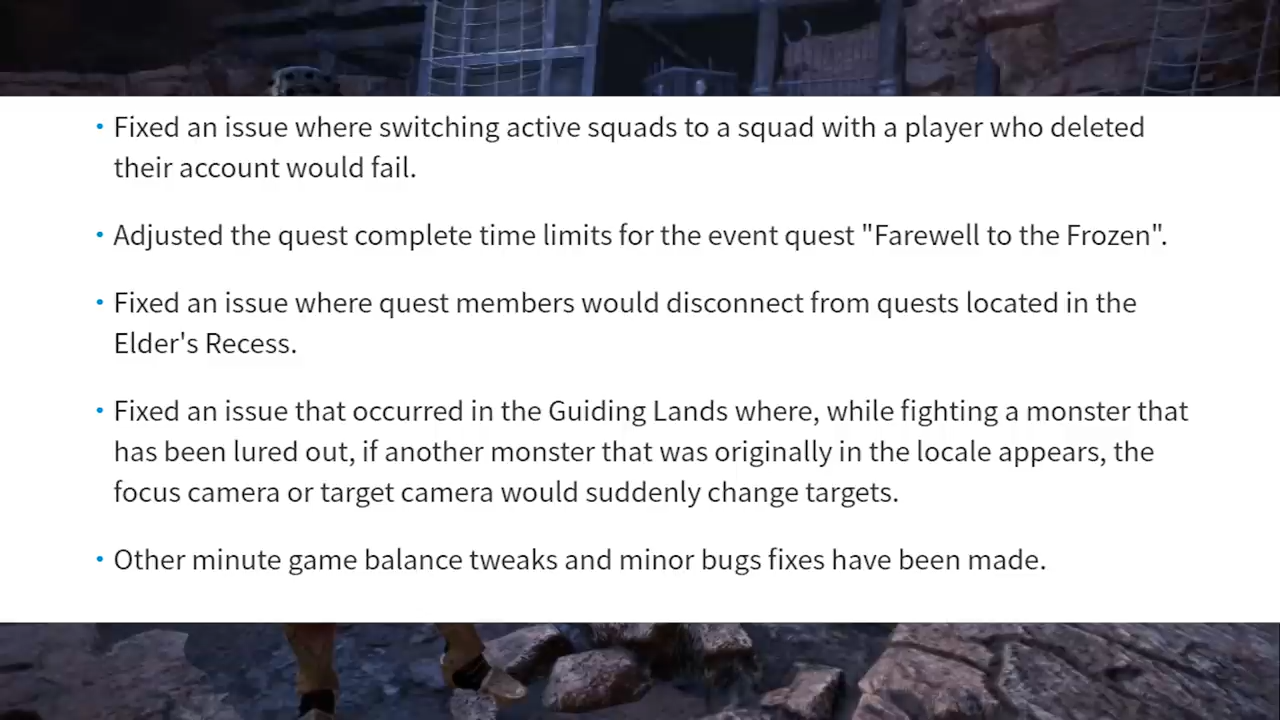 • Fixed an issue where switching active squads to a squad with a player who deleted
their account would fail.
• Adjusted the quest complete time limits for the event quest "Farewell to the Frozen".
• Fixed an issue where quest members would disconnect from quests located in the
Elder's Recess.
• Fixed an issue that occurred in the Guiding Lands where, while fighting a monster that
has been lured out, if another monster that was originally in the locale appears, the
focus camera or target camera would suddenly change targets.
• Other minute game balance tweaks and minor bugs fixes have been made.